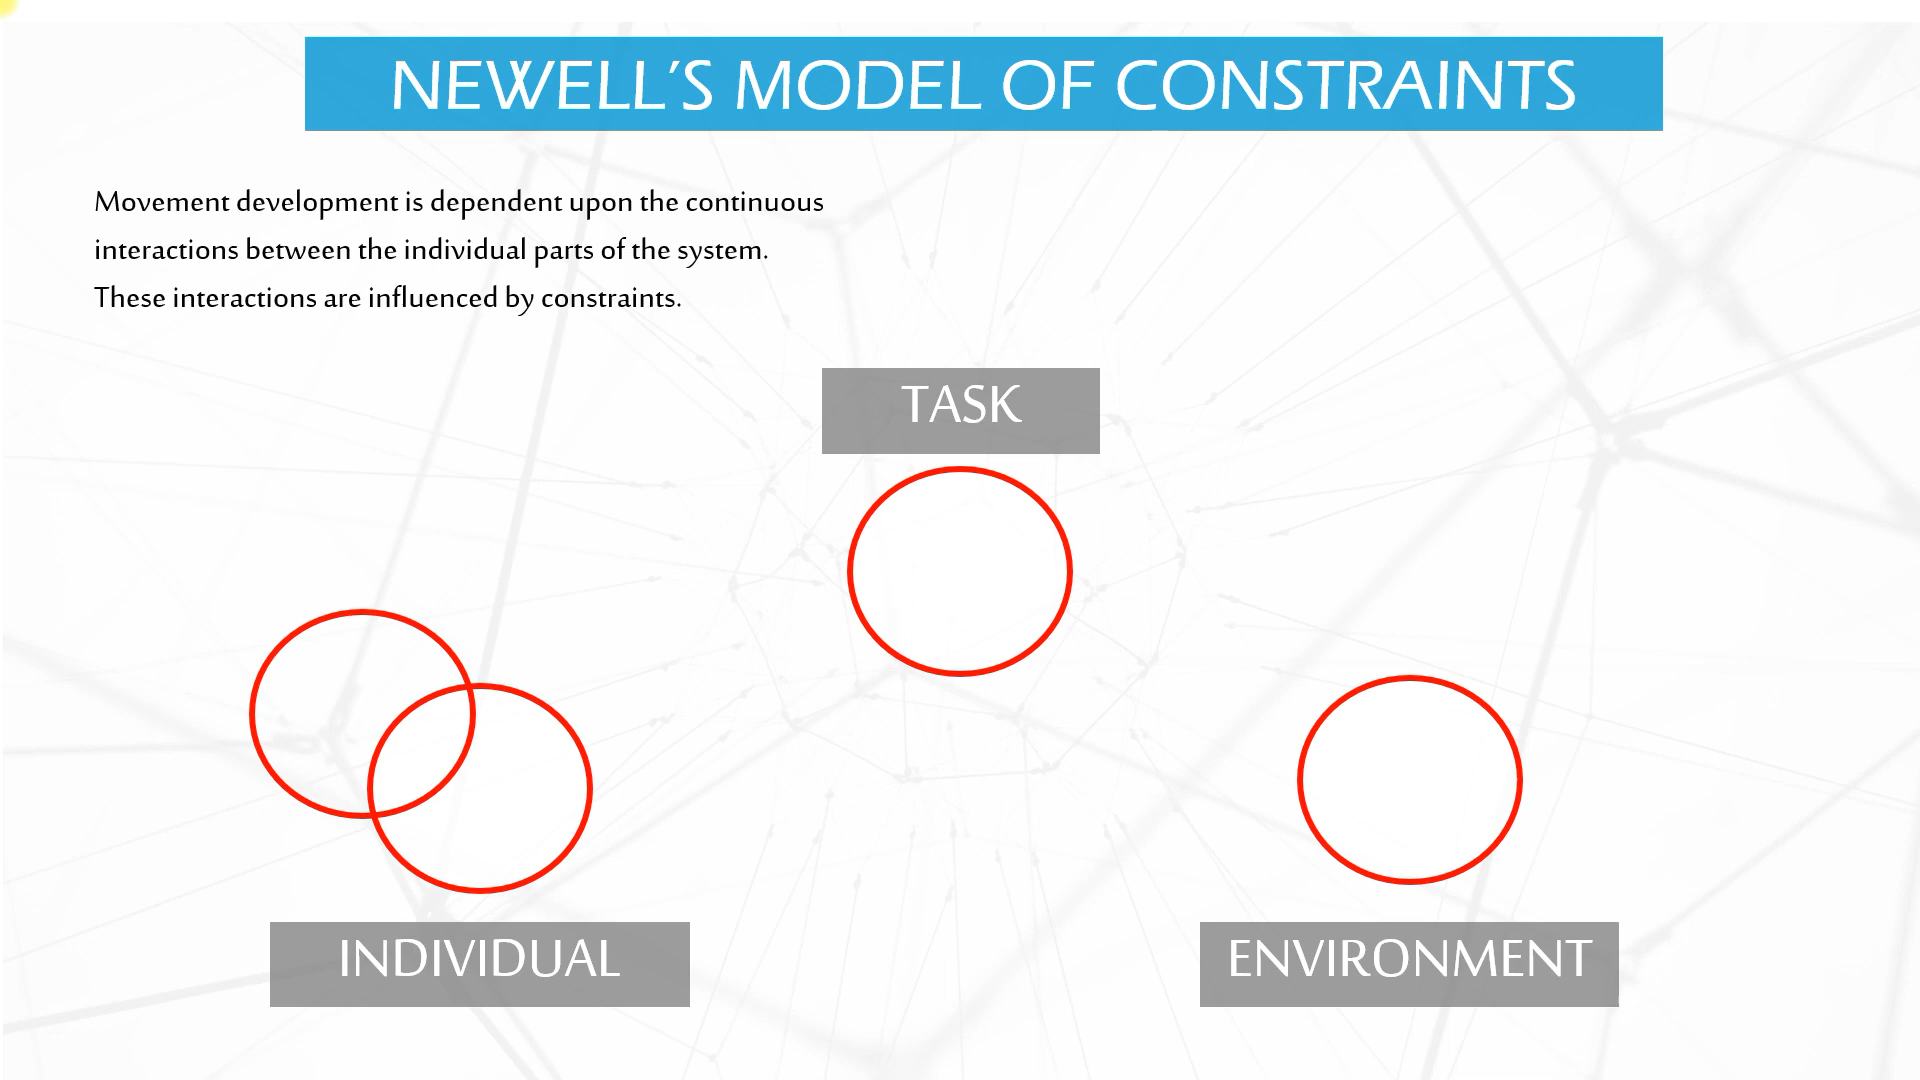 NEWELL’S MODEL OF CONSTRAINTS
Movement development is dependent upon the continuous
interactions between the individual parts of the system.
These interactions are influenced by constraints.
TASK
INDIVIDUAL
ENVIRONMENT